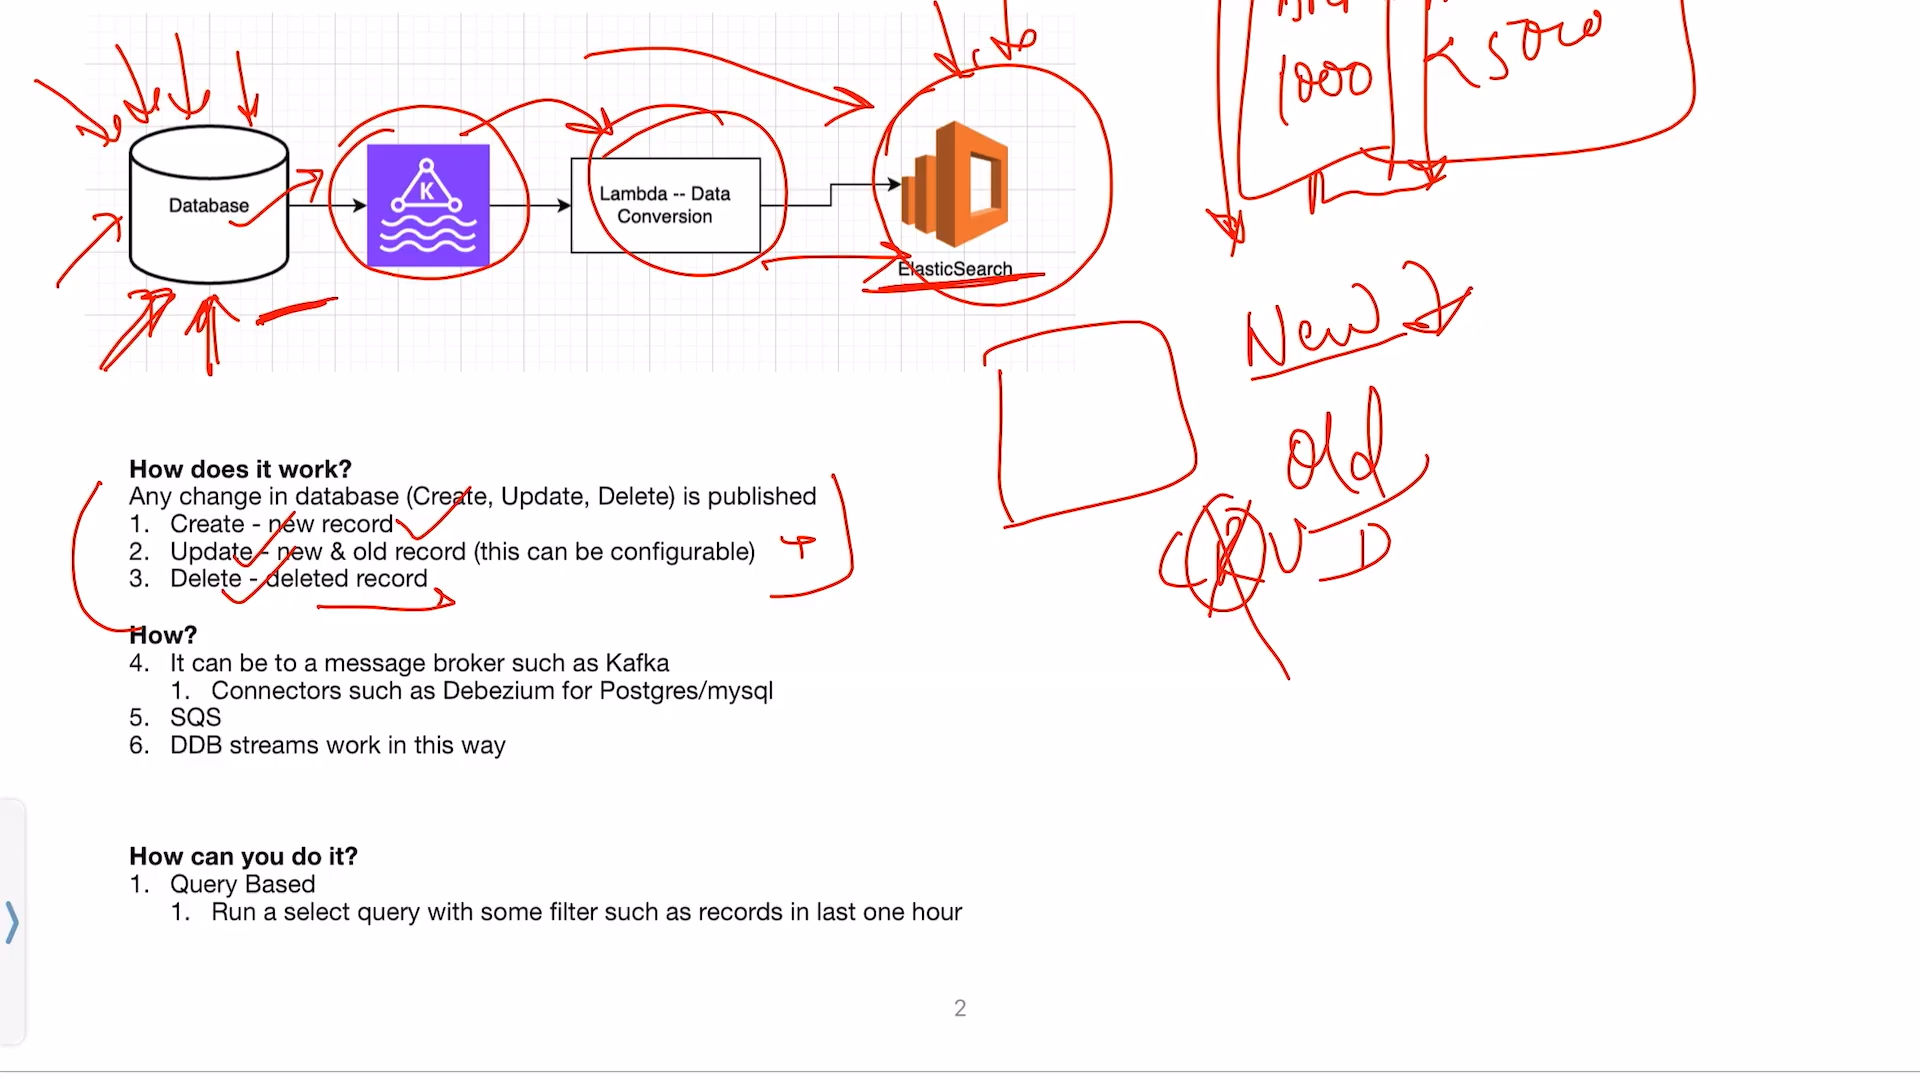 1000
K 5000
Database
K
Lambda -- Data
Conversion
ElasticSearch
New
old
CRUD
How does it work?
Any change in database (Create, Update, Delete) is published
1. Create - new record
2. Update - new & old record (this can be configurable)
3. Delete - deleted record
How?
4. It can be to a message broker such as Kafka
1. Connectors such as Debezium for Postgres/mysql
5. SQS
6. DDB streams work in this way
How can you do it?
1. Query Based
1. Run a select query with some filter such as records in last one hour
2